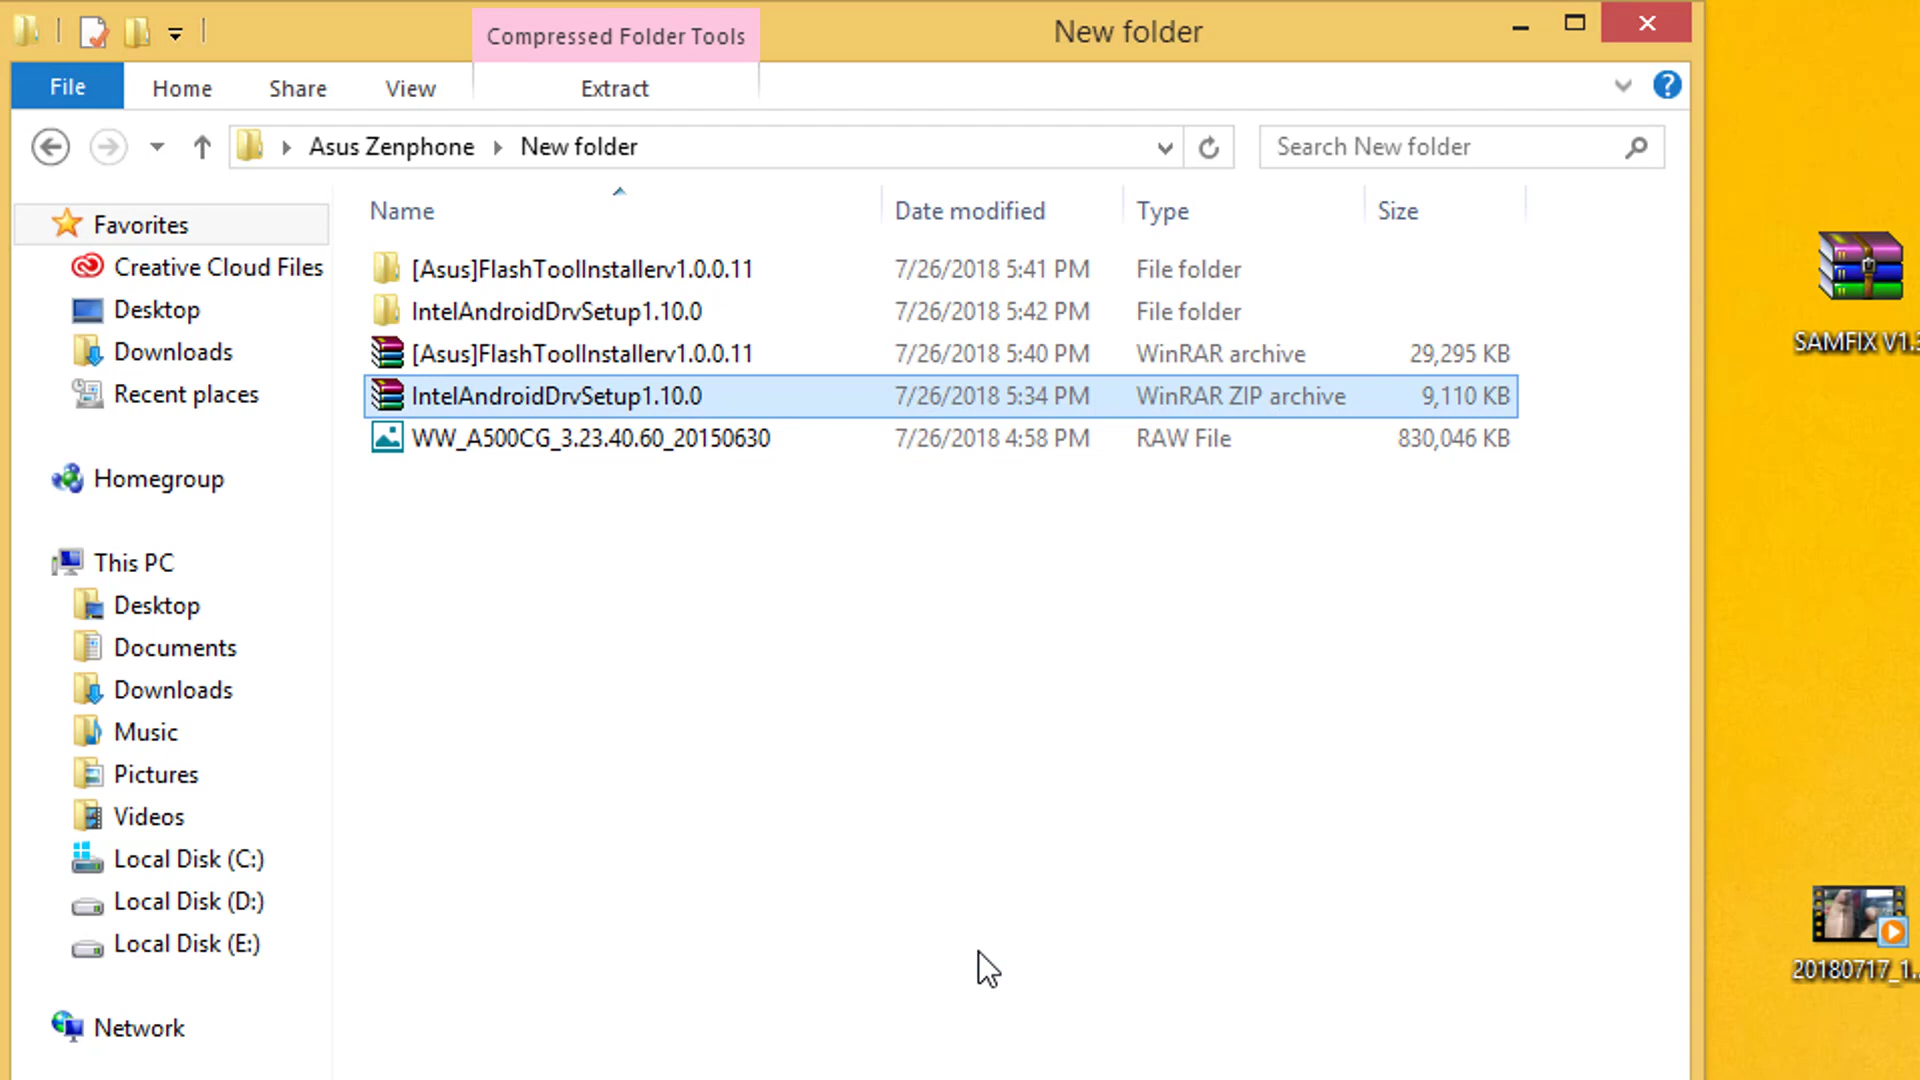 Compressed Folder Tools
New folder
File
Home
Share
View
Extract
Asus Zenphone
New folder
Search New folder
Name
Date modified
Type
Size
[Asus]FlashToolInstallerv1.0.0.11 7/26/2018 5:41 PM File folder
IntelAndroidDrvSetup1.10.0 7/26/2018 5:42 PM File folder
[Asus]FlashToolInstallerv1.0.0.11 7/26/2018 5:40 PM WinRAR archive 29,295 KB
IntelAndroidDrvSetup1.10.0 7/26/2018 5:34 PM WinRAR ZIP archive 9,110 KB
WW_A500CG_3.23.40.60_20150630 7/26/2018 4:58 PM RAW File 830,046 KB
Favorites
Creative Cloud Files
Desktop
Downloads
Recent places
Homegroup
This PC
Desktop
Documents
Downloads
Music
Pictures
Videos
Local Disk (C:)
Local Disk (D:)
Local Disk (E:)
Network
SAMFIX V1.3
20180717_1...